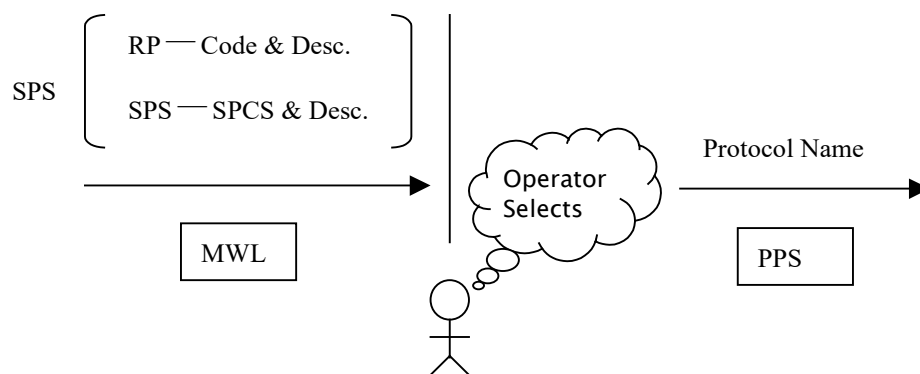 SPS
RP — Code & Desc.
SPS — SPCS & Desc.
MWL
Operator
Selects
Protocol Name
PPS